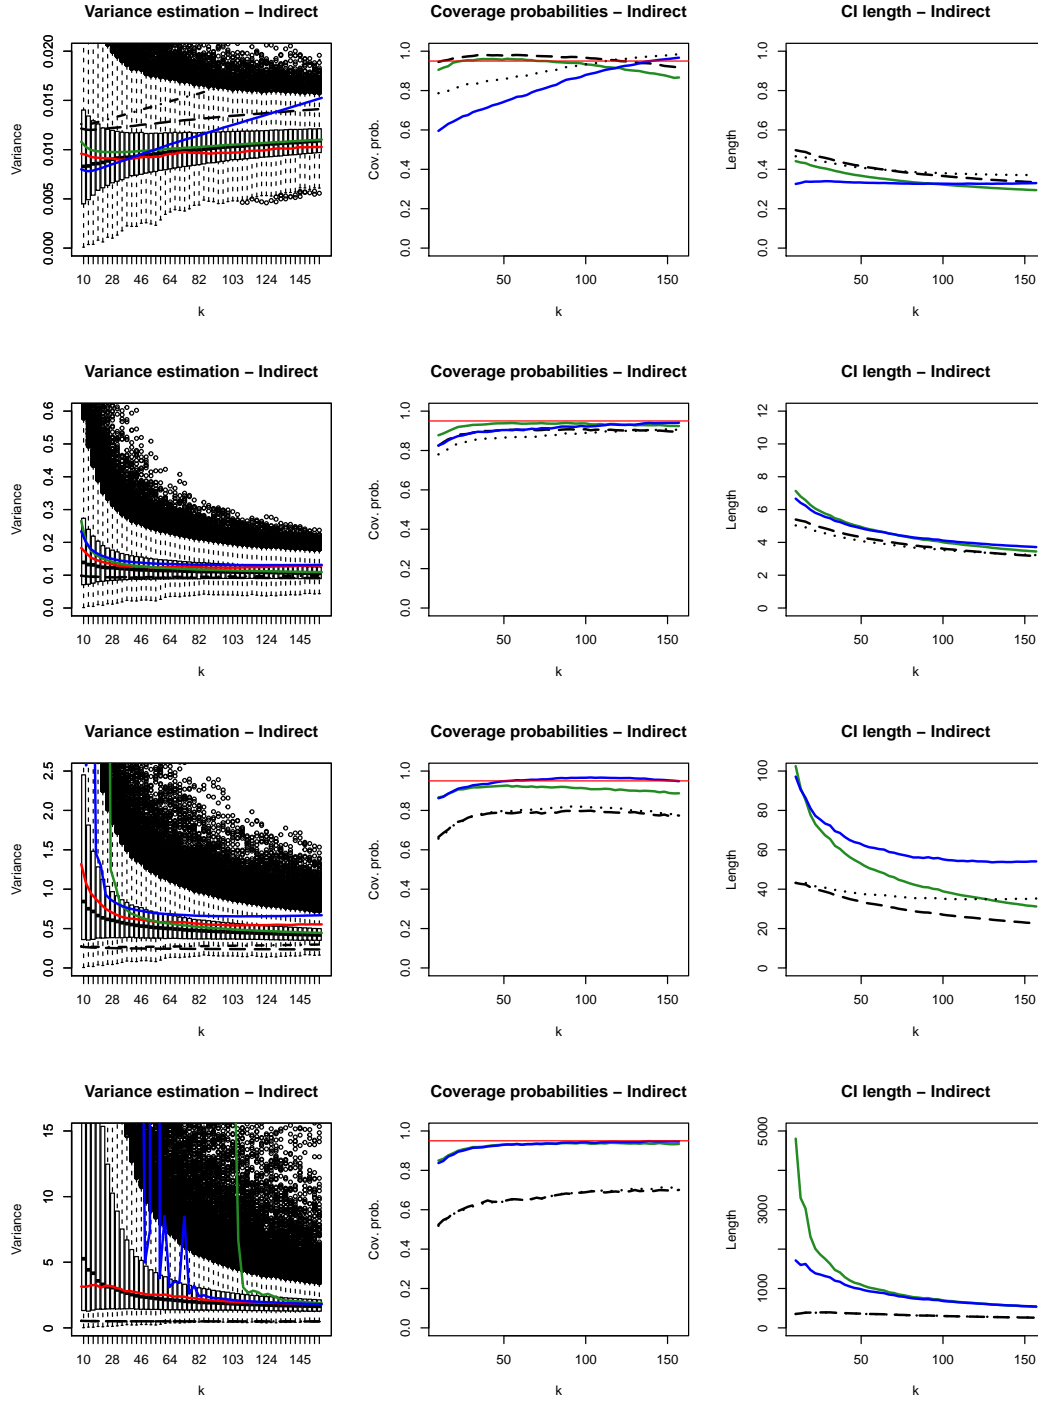 Variance estimation − Indirect
Coverage probabilities − Indirect
CI length − Indirect
Variance
0.000 0.005 0.010 0.015 0.020
10 28 46 64 82 103 124 145
k
Cov. prob.
0.0 0.2 0.4 0.6 0.8 1.0
50 100 150
k
Length
0.0 0.2 0.4 0.6 0.8 1.0
50 100 150
k
Variance estimation − Indirect
Coverage probabilities − Indirect
CI length − Indirect
Variance
0.0 0.1 0.2 0.3 0.4 0.5 0.6
10 28 46 64 82 103 124 145
k
Cov. prob.
0.0 0.2 0.4 0.6 0.8 1.0
50 100 150
k
Length
0 2 4 6 8 10 12
50 100 150
k
Variance estimation − Indirect
Coverage probabilities − Indirect
CI length − Indirect
Variance
0.0 0.5 1.0 1.5 2.0 2.5
10 28 46 64 82 103 124 145
k
Cov. prob.
0.0 0.2 0.4 0.6 0.8 1.0
50 100 150
k
Length
0 20 40 60 80 100
50 100 150
k
Variance estimation − Indirect
Coverage probabilities − Indirect
CI length − Indirect
Variance
0 5 10 15
10 28 46 64 82 103 124 145
k
Cov. prob.
0.0 0.2 0.4 0.6 0.8 1.0
50 100 150
k
Length
0 1000 3000 5000
50 100 150
k